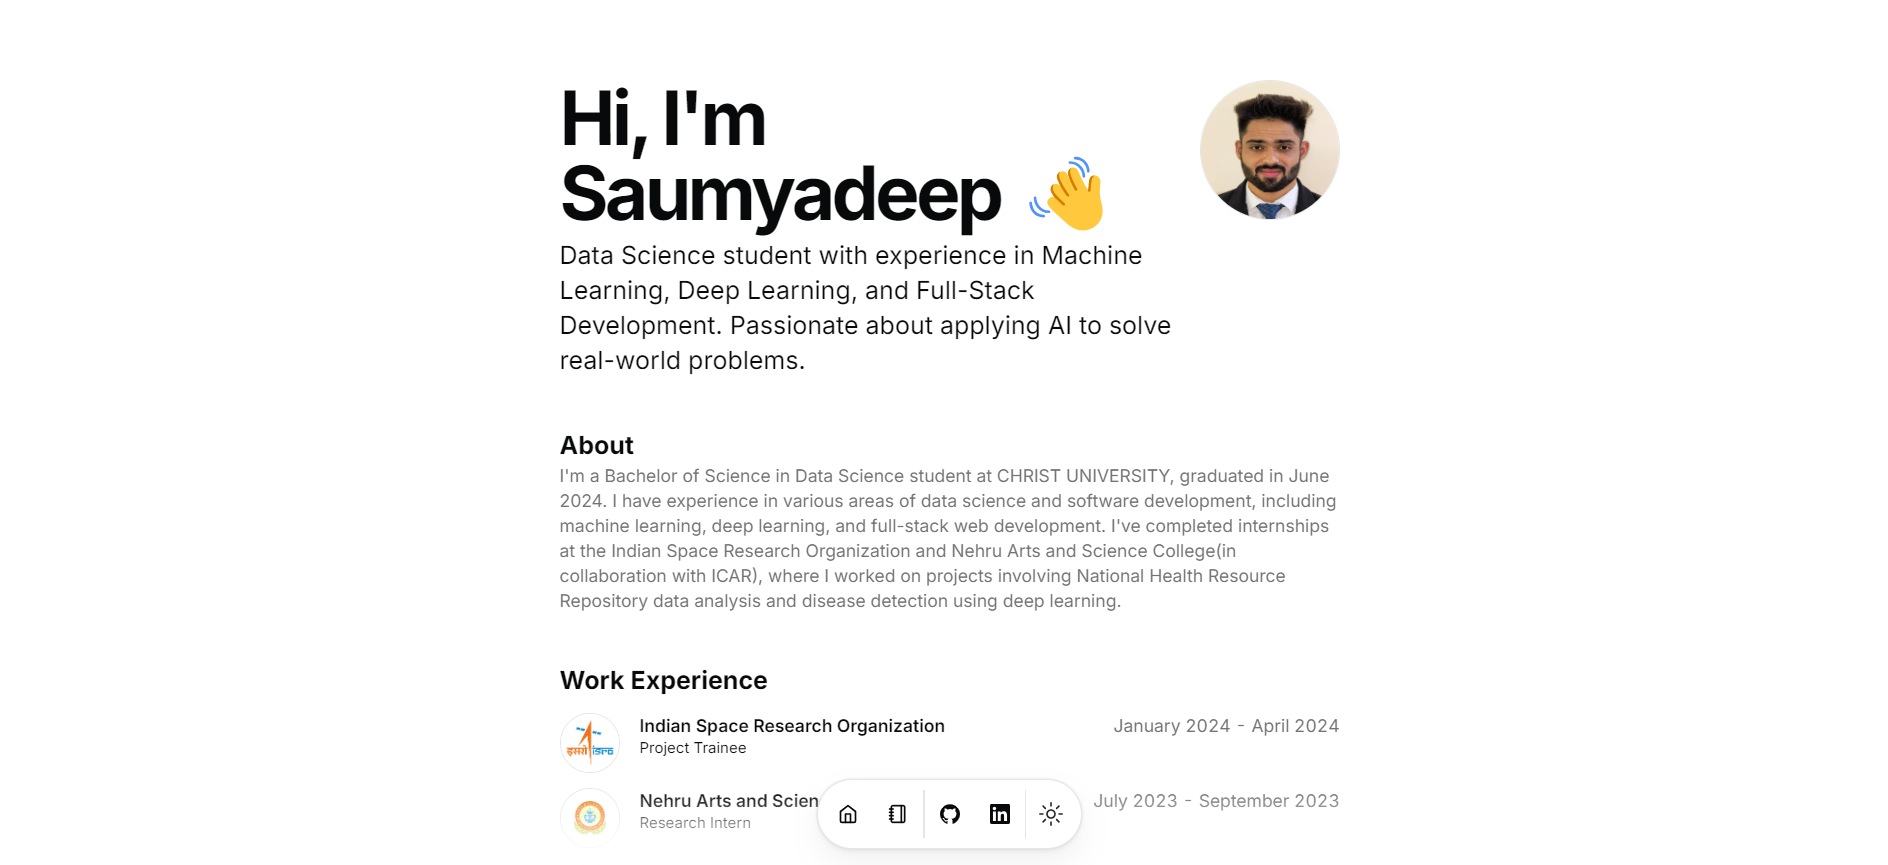 Hi, I'm
Saumyadeep
Data Science student with experience in Machine
Learning, Deep Learning, and Full-Stack
Development. Passionate about applying AI to solve
real-world problems.
About
I'm a Bachelor of Science in Data Science student at CHRIST UNIVERSITY, graduated in June
2024. I have experience in various areas of data science and software development, including
machine learning, deep learning, and full-stack web development. I've completed internships
at the Indian Space Research Organization and Nehru Arts and Science College(in
collaboration with ICAR), where I worked on projects involving National Health Resource
Repository data analysis and disease detection using deep learning.
Work Experience
इसरो isro
Indian Space Research Organization January 2024 - April 2024
Project Trainee
Nehru Arts and Scien July 2023 - September 2023
Research Intern
in